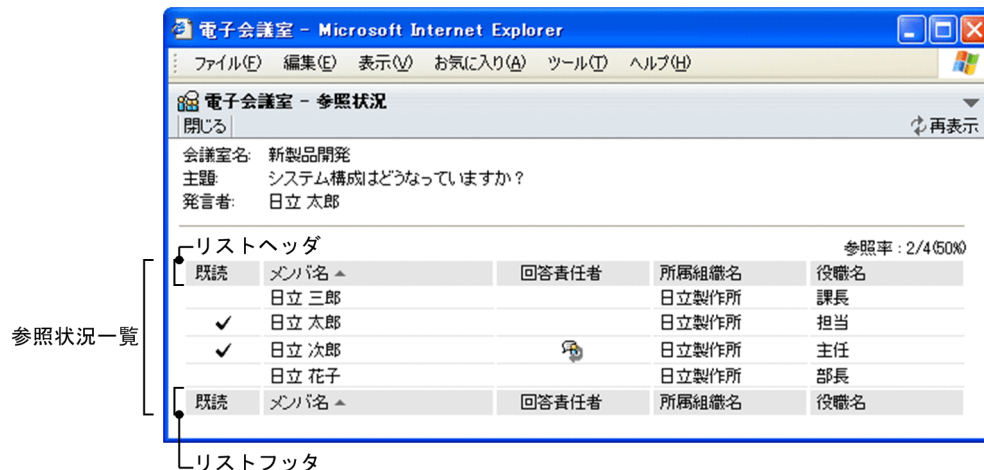 電子会議室 - Microsoft Internet Explorer
ファイル(F) 編集(E) 表示(V) お気に入り(A) ツール(T) ヘルプ(H)
電子会議室 - 参照状況
閉じる 再表示
会議室名: 新製品開発
主題: システム構成はどうなっていますか?
発言者: 日立 太郎
リストヘッダ
参照率 : 2/4(50%)
既読 メンバ名 回答責任者 所属組織名 役職名
日立 三郎 日立製作所 課長
日立 太郎 日立製作所 担当
参照状況一覧
日立 次郎 日立製作所 主任
日立 花子 日立製作所 部長
既読 メンバ名 回答責任者 所属組織名 役職名
リストフッタ